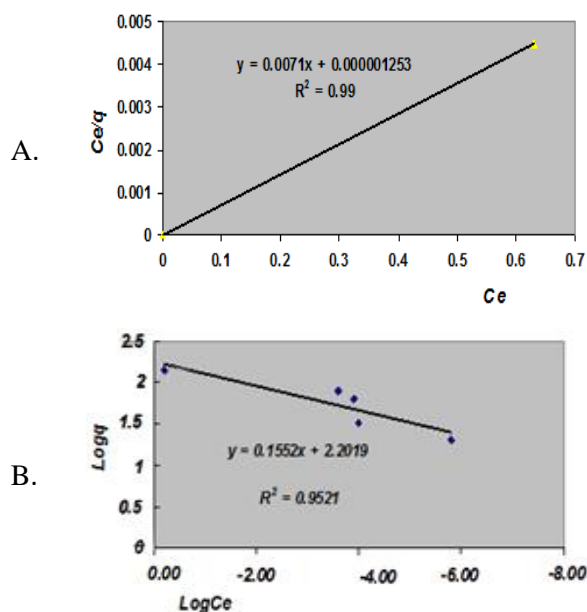 A.
Ce/q
0.005
0.004
0.003
0.002
0.001
0
y = 0.0071x + 0.000001253
R² = 0.99
0 0.1 0.2 0.3 0.4 0.5 0.6 0.7
Ce
B.
Logq
2.5
2
1.5
1
0.5
0
y = 0.1552x + 2.2019
R² = 0.9521
0.00 -2.00 -4.00 -6.00 -8.00
LogCe